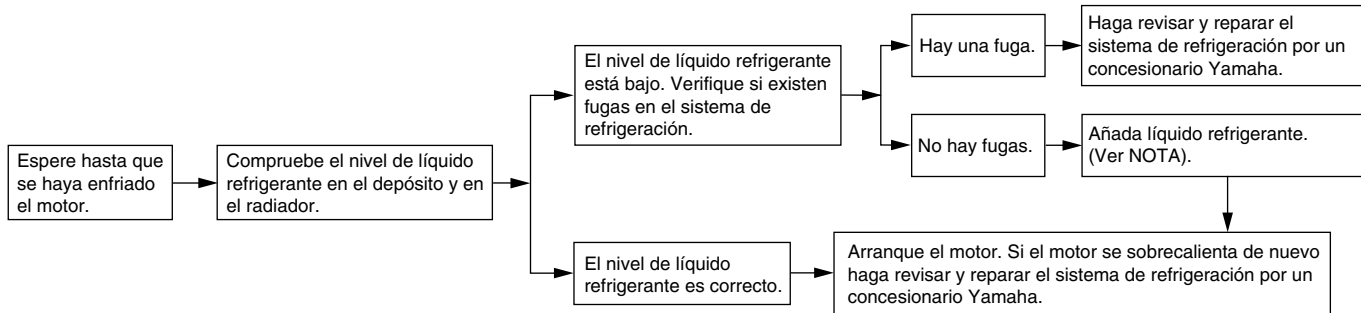 Espere hasta que
se haya enfriado
el motor.
Compruebe el nivel de líquido
refrigerante en el depósito y en
el radiador.
El nivel de líquido refrigerante
está bajo. Verifique si existen
fugas en el sistema de
refrigeración.
Hay una fuga.
Haga revisar y reparar el
sistema de refrigeración por un
concesionario Yamaha.
No hay fugas.
Añada líquido refrigerante.
(Ver NOTA).
El nivel de líquido
refrigerante es correcto.
Arranque el motor. Si el motor se sobrecalienta de nuevo
haga revisar y reparar el sistema de refrigeración por un
concesionario Yamaha.